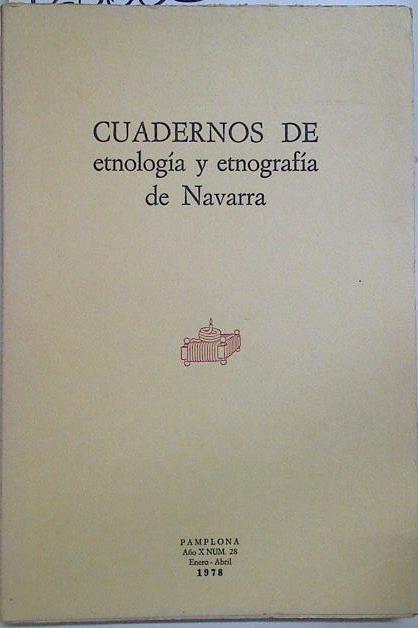 CUADERNOS DE
etnología y etnografía
de Navarra
PAMPLONA
Año X NUM. 28
Enero - Abril
1978